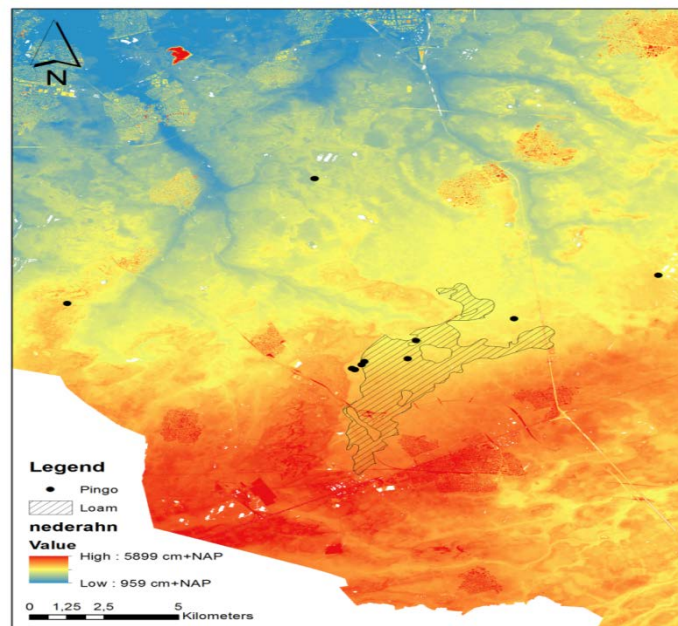 N
Legend
Pingo
Loam
nederahn
Value
High : 5899 cm+NAP
Low : 959 cm+NAP
0 1,25 2,5 5
Kilometers